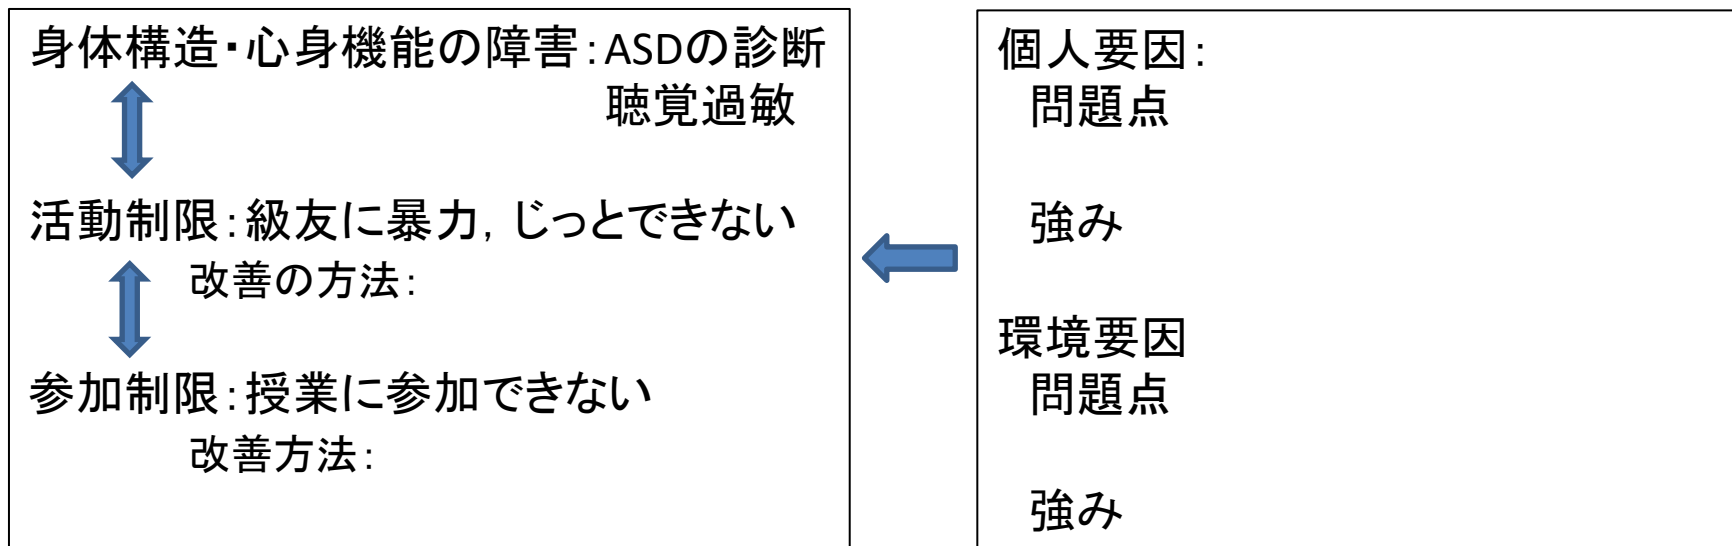 身体構造・心身機能の障害：ASDの診断
聴覚過敏
活動制限：級友に暴力，じっとできない
改善の方法：
参加制限：授業に参加できない
改善方法：
個人要因：
問題点
強み
環境要因
問題点
強み